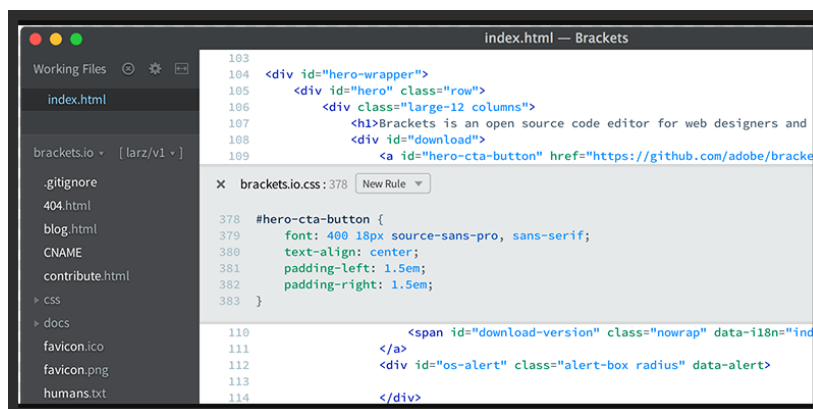 index.html — Brackets
Working Files
index.html
brackets.io [ larz/v1 ]
.gitignore
404.html
blog.html
CNAME
contribute.html
css
docs
favicon.ico
favicon.png
humans.txt
103
104 <div id="hero-wrapper">
105 <div id="hero" class="row">
106 <div class="large-12 columns">
107 <h1>Brackets is an open source code editor for web designers and
108 <div id="download">
109 <a id="hero-cta-button" href="https://github.com/adobe/bracke
× brackets.io.css : 378 New Rule
378 #hero-cta-button {
379 font: 400 18px source-sans-pro, sans-serif;
380 text-align: center;
381 padding-left: 1.5em;
382 padding-right: 1.5em;
383 }
110 <span id="download-version" class="nowrap" data-i18n="ind
111 </a>
112 <div id="os-alert" class="alert-box radius" data-alert>
113
114 </div>